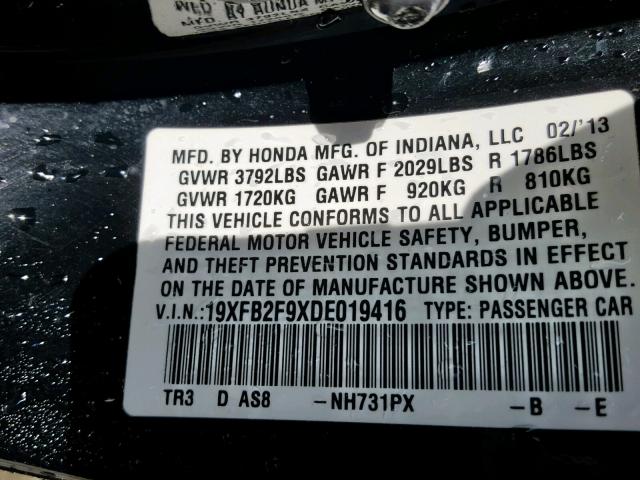 MFD. BY HONDA MFG. OF INDIANA, LLC 02/'13
GVWR 3792LBS GAWR F 2029LBS R 1786LBS
GVWR 1720KG GAWR F 920KG R 810KG
THIS VEHICLE CONFORMS TO ALL APPLICABLE
FEDERAL MOTOR VEHICLE SAFETY, BUMPER,
AND THEFT PREVENTION STANDARDS IN EFFECT
ON THE DATE OF MANUFACTURE SHOWN ABOVE.
V.I.N.:19XFB2F9XDE019416 TYPE: PASSENGER CAR
TR3 D AS8 -NH731PX -B -E